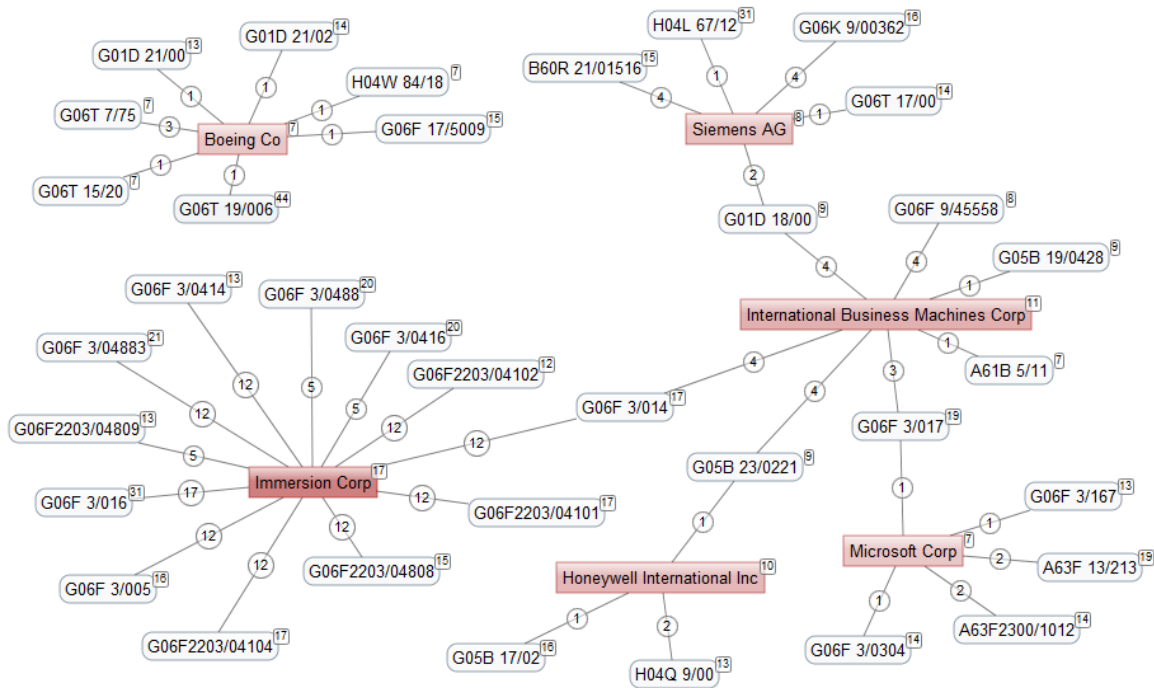 G01D 21/00 13
G01D 21/02 14
H04W 84/18 7
G06T 7/75 7
G06F 17/5009 15
G06T 15/20 7
G06T 19/006 44
Boeing Co 7
1
1
1
3
1
1
1
H04L 67/12 31
G06K 9/00362 16
B60R 21/01516 15
G06T 17/00 14
Siemens AG 8
4
1
4
1
2
G01D 18/00 9
G06F 9/45558 8
G05B 19/0428 9
4
4
1
International Business Machines Corp 11
1
A61B 5/11 7
4
4
3
G06F 3/014 17
G06F 3/017 19
G05B 23/0221 9
G06F 3/0414 13
G06F 3/0488 20
G06F 3/04883 21
G06F 3/0416 20
G06F2203/04102 12
G06F2203/04809 13
12
5
12
5
12
12
5
Immersion Corp 17
G06F 3/016 31
17
12
G06F2203/04101 17
12
12
12
G06F 3/005 16
G06F2203/04808 15
G06F2203/04104 17
1
1
Honeywell International Inc 10
1
2
G05B 17/02 16
H04Q 9/00 13
G06F 3/167 13
1
Microsoft Corp 7
2
A63F 13/213 19
1
2
A63F2300/1012 14
G06F 3/0304 14